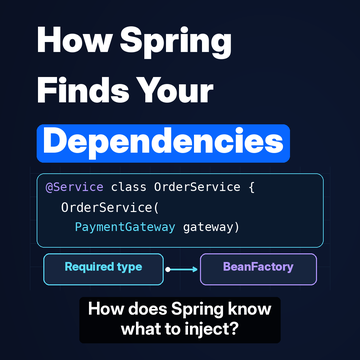 How Spring
Finds Your
Dependencies
@Service class OrderService {
OrderService(
PaymentGateway gateway)
Required type
BeanFactory
How does Spring know
what to inject?